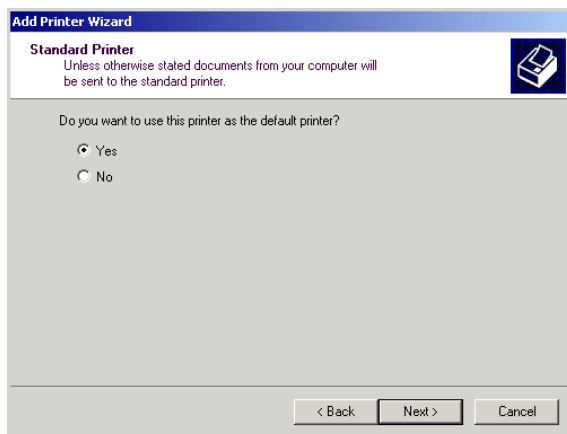 Add Printer Wizard
Standard Printer
Unless otherwise stated documents from your computer will
be sent to the standard printer.
Do you want to use this printer as the default printer?
Yes
No
< Back
Next >
Cancel